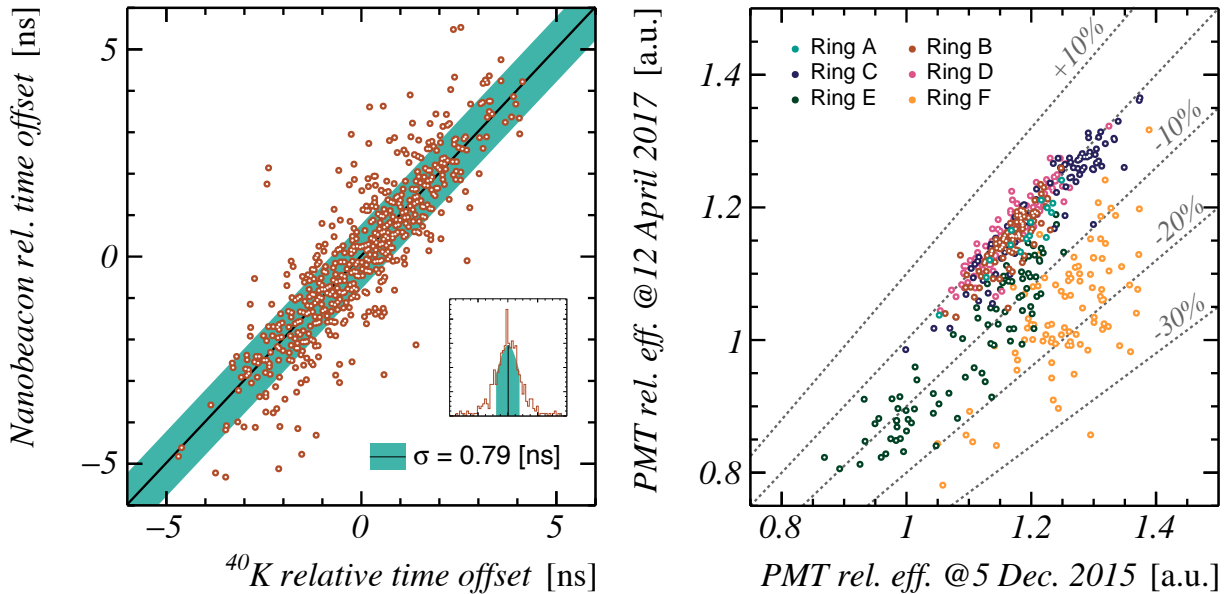 Nanobeacon rel. time offset [ns]
5
0
−5
σ = 0.79 [ns]
−5 0 5
⁴⁰K relative time offset [ns]
PMT rel. eff. @12 April 2017 [a.u.]
1.4
1.2
1
0.8
Ring A Ring B
Ring C Ring D
Ring E Ring F
+10%
-10%
-20%
-30%
0.8 1 1.2 1.4
PMT rel. eff. @5 Dec. 2015 [a.u.]